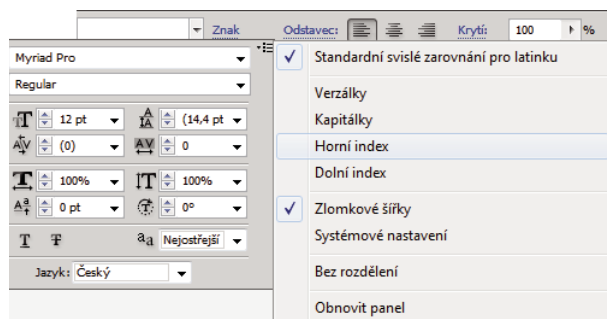 Znak Odstavec: Krytí: 100 %
Myriad Pro
Regular
12 pt (14,4 pt
(0) 0
100% 100%
0 pt 0°
Nejostřejší
Jazyk: Český
Standardní svislé zarovnání pro latinku
Verzálky
Kapitálky
Horní index
Dolní index
Zlomkové šířky
Systémové nastavení
Bez rozdělení
Obnovit panel